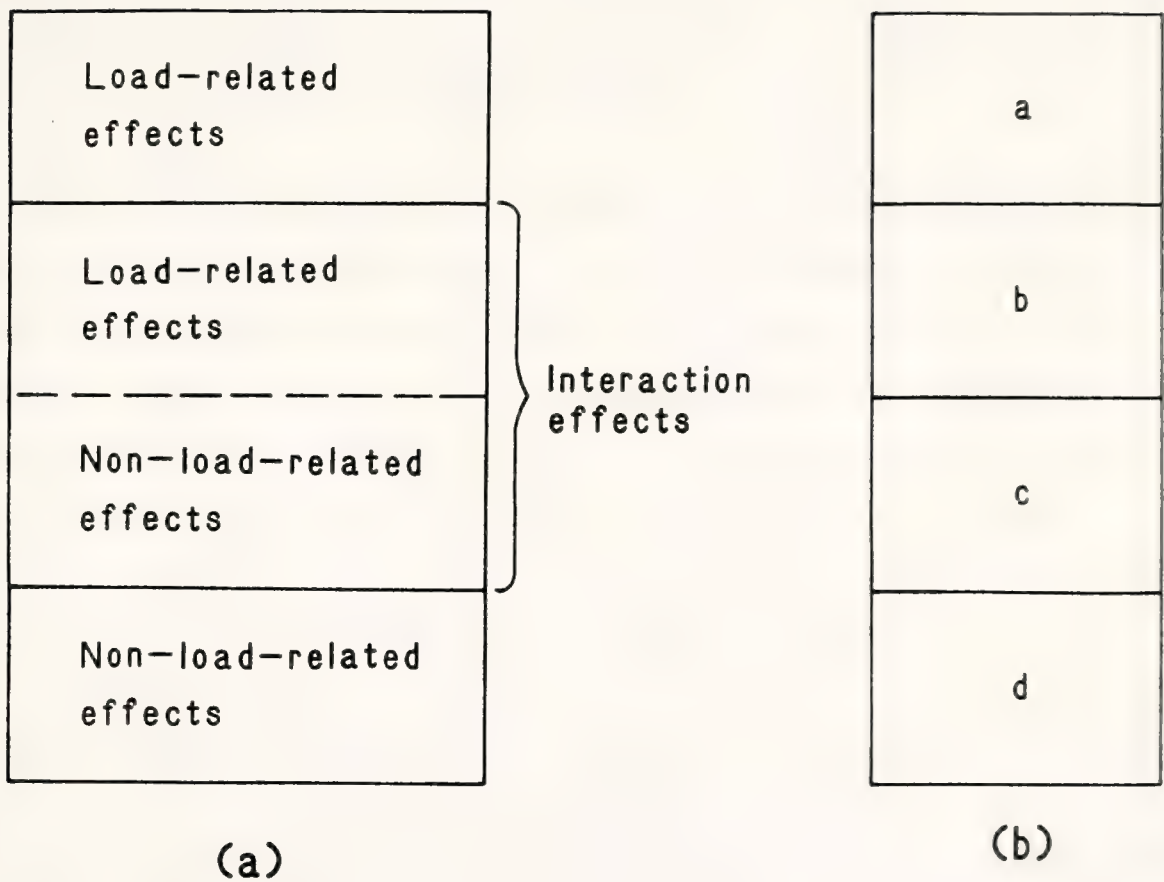 Load-related
effects
Load-related
effects
Interaction
effects
Non-load-related
effects
Non-load-related
effects
(a)
a
b
c
d
(b)